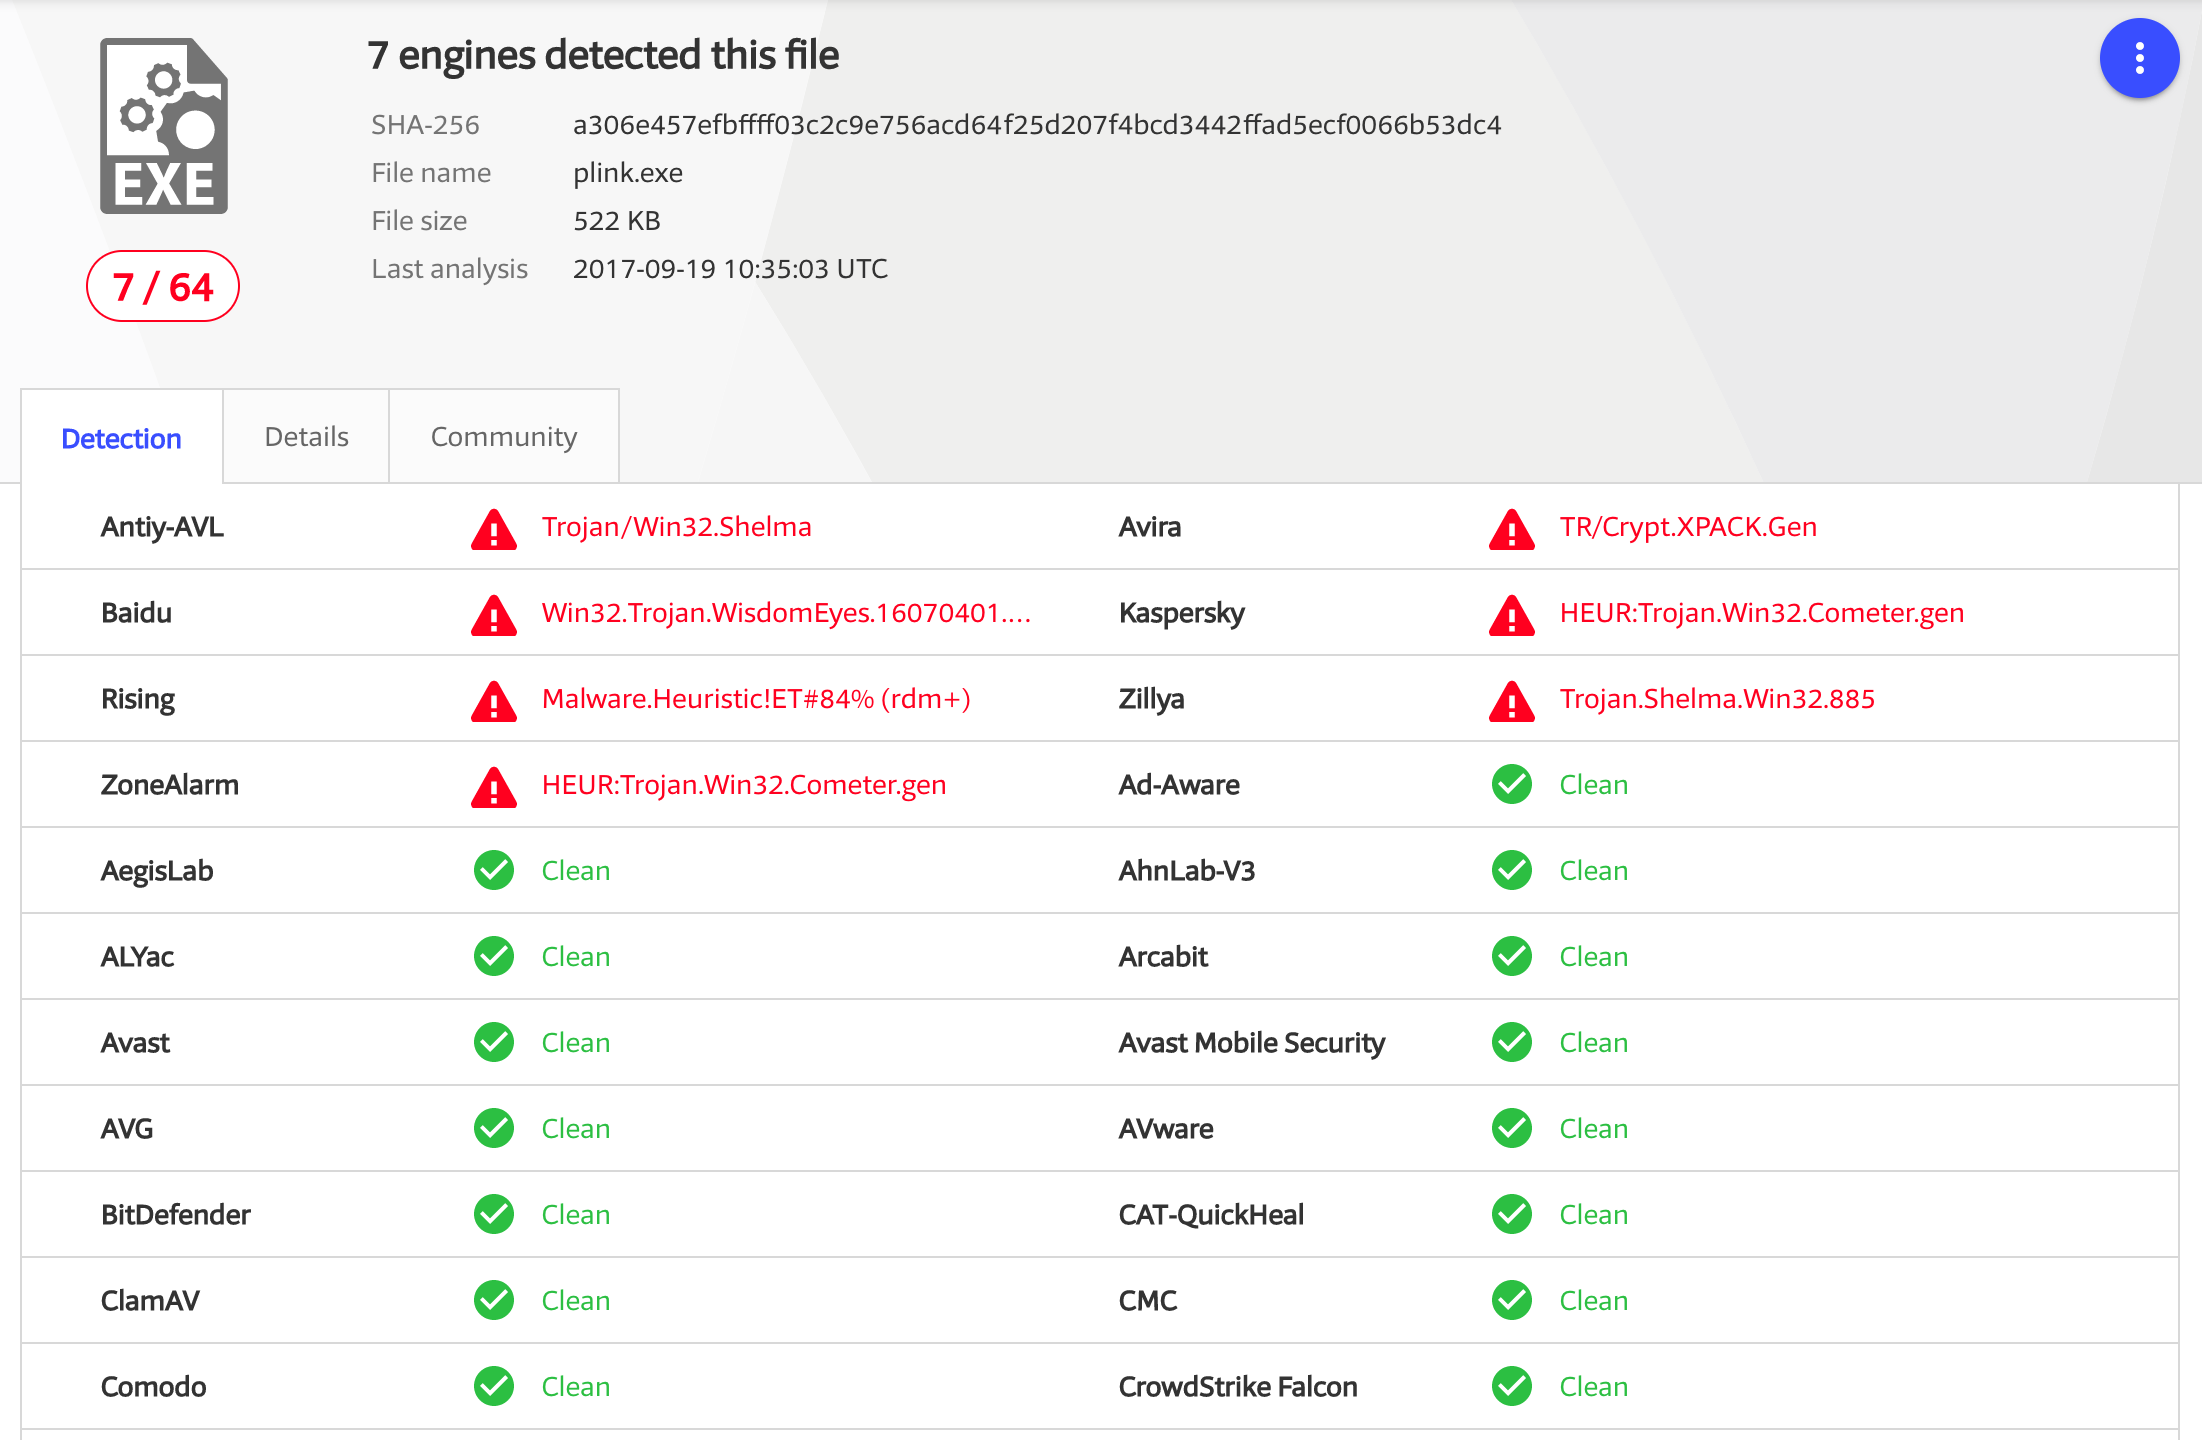 7 engines detected this file
SHA-256 a306e457efbffff03c2c9e756acd64f25d207f4bcd3442ffad5ecf0066b53dc4
File name plink.exe
File size 522 KB
Last analysis 2017-09-19 10:35:03 UTC
EXE
7 / 64
Detection Details Community
Antiy-AVL Trojan/Win32.Shelma Avira TR/Crypt.XPACK.Gen
Baidu Win32.Trojan.WisdomEyes.16070401.... Kaspersky HEUR:Trojan.Win32.Cometer.gen
Rising Malware.Heuristic!ET#84% (rdm+) Zillya Trojan.Shelma.Win32.885
ZoneAlarm HEUR:Trojan.Win32.Cometer.gen Ad-Aware Clean
AegisLab Clean AhnLab-V3 Clean
ALYac Clean Arcabit Clean
Avast Clean Avast Mobile Security Clean
AVG Clean AVware Clean
BitDefender Clean CAT-QuickHeal Clean
ClamAV Clean CMC Clean
Comodo Clean CrowdStrike Falcon Clean